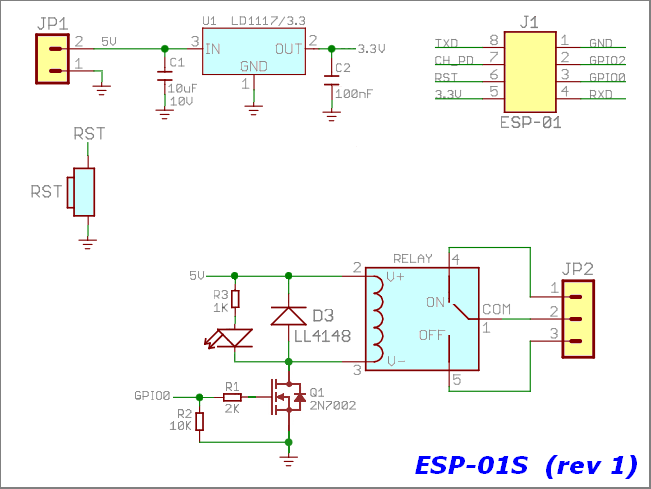 JP1
2
5V
1
C1
10uF
10V
U1 LD1117/3.3
3 IN OUT 2
GND
1
3.3V
C2
100nF
J1
TXD 8 1 GND
CH_PD 7 2 GPIO2
RST 6 3 GPIO0
3.3V 5 4 RXD
ESP-01
RST
RST
5V
R3
1K
D3
LL4148
RELAY
2 V+
4
ON
COM
1
OFF
V-
3
5
JP2
1
2
3
GPIO0
R1
2K
R2
10K
Q1
2N7002
ESP-01S (rev 1)